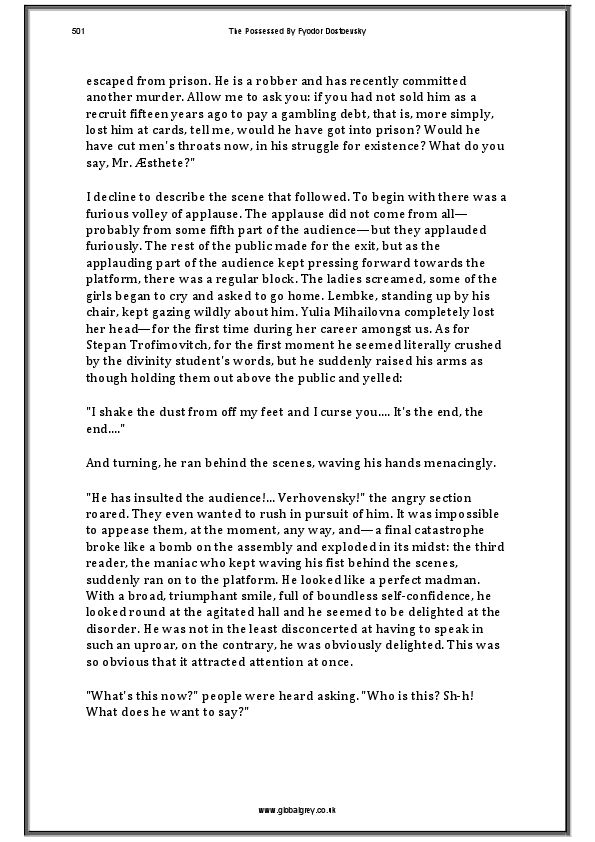 501 The Possessed By Fyodor Dostoevsky
escaped from prison. He is a robber and has recently committed
another murder. Allow me to ask you: if you had not sold him as a
recruit fifteen years ago to pay a gambling debt, that is, more simply,
lost him at cards, tell me, would he have got into prison? Would he
have cut men's throats now, in his struggle for existence? What do you
say, Mr. Æsthete?"
I decline to describe the scene that followed. To begin with there was a
furious volley of applause. The applause did not come from all—
probably from some fifth part of the audience—but they applauded
furiously. The rest of the public made for the exit, but as the
applauding part of the audience kept pressing forward towards the
platform, there was a regular block. The ladies screamed, some of the
girls began to cry and asked to go home. Lembke, standing up by his
chair, kept gazing wildly about him. Yulia Mihailovna completely lost
her head—for the first time during her career amongst us. As for
Stepan Trofimovitch, for the first moment he seemed literally crushed
by the divinity student's words, but he suddenly raised his arms as
though holding them out above the public and yelled:
"I shake the dust from off my feet and I curse you.... It's the end, the
end...."
And turning, he ran behind the scenes, waving his hands menacingly.
"He has insulted the audience!... Verhovensky!" the angry section
roared. They even wanted to rush in pursuit of him. It was impossible
to appease them, at the moment, any way, and—a final catastrophe
broke like a bomb on the assembly and exploded in its midst: the third
reader, the maniac who kept waving his fist behind the scenes,
suddenly ran on to the platform. He looked like a perfect madman.
With a broad, triumphant smile, full of boundless self-confidence, he
looked round at the agitated hall and he seemed to be delighted at the
disorder. He was not in the least disconcerted at having to speak in
such an uproar, on the contrary, he was obviously delighted. This was
so obvious that it attracted attention at once.
"What's this now?" people were heard asking. "Who is this? Sh-h!
What does he want to say?"
www.globalgrey.co.uk